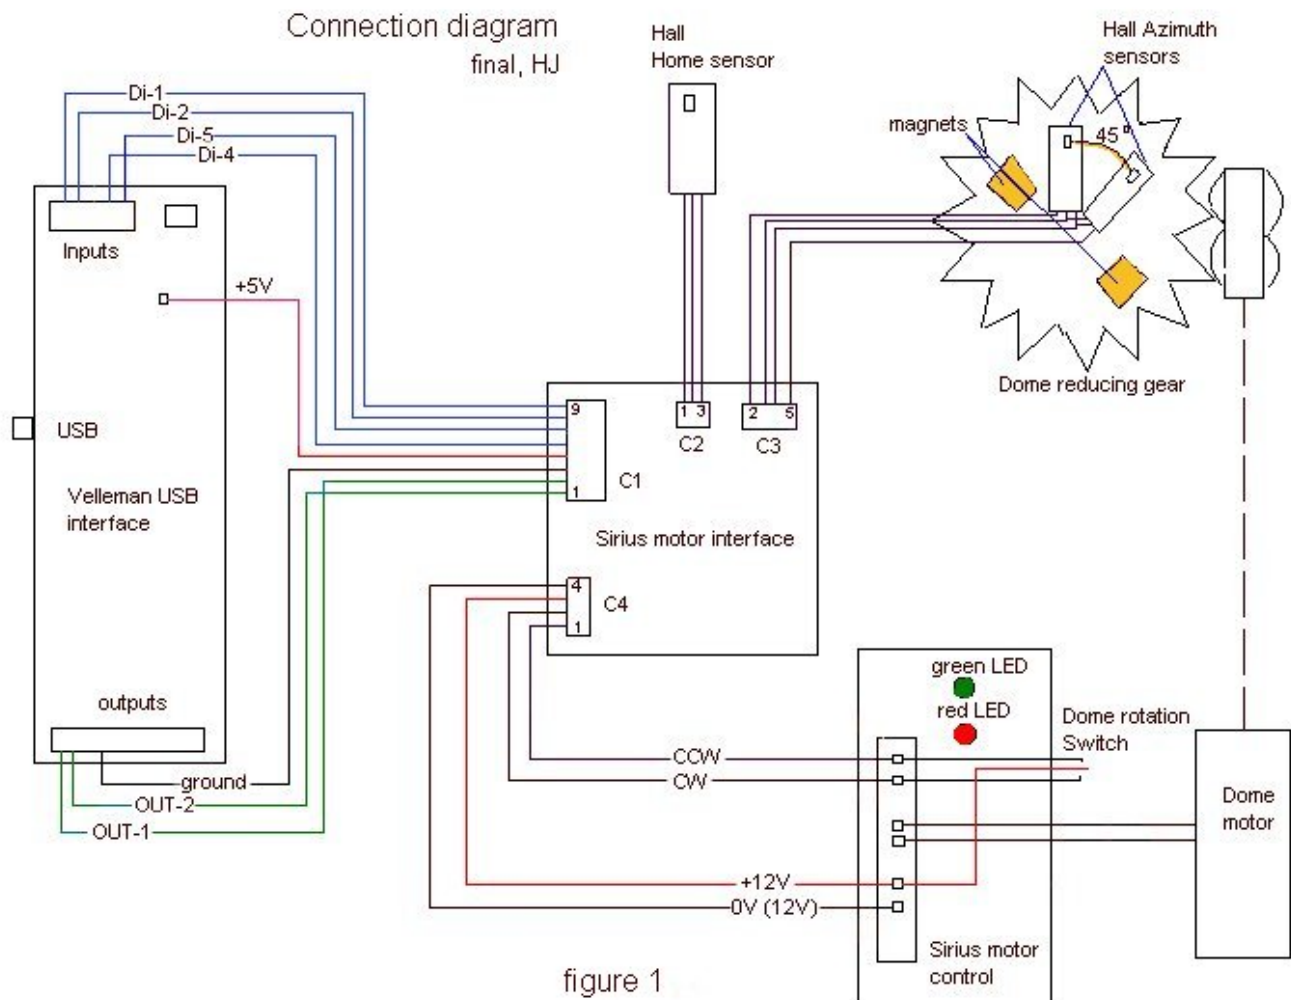 Connection diagram
final, HJ
Hall
Home sensor
Hall Azimuth
sensors
magnets
45°
Di-1
Di-2
Di-5
Di-4
Inputs
+5V
Dome reducing gear
USB
Velleman USB
interface
9
1
C1
1 3
C2
2 5
C3
Sirius motor interface
4
1
C4
outputs
ground
OUT-2
OUT-1
green LED
red LED
Dome rotation
Switch
CCW
CW
Dome
motor
+12V
0V (12V)
Sirius motor
control
figure 1